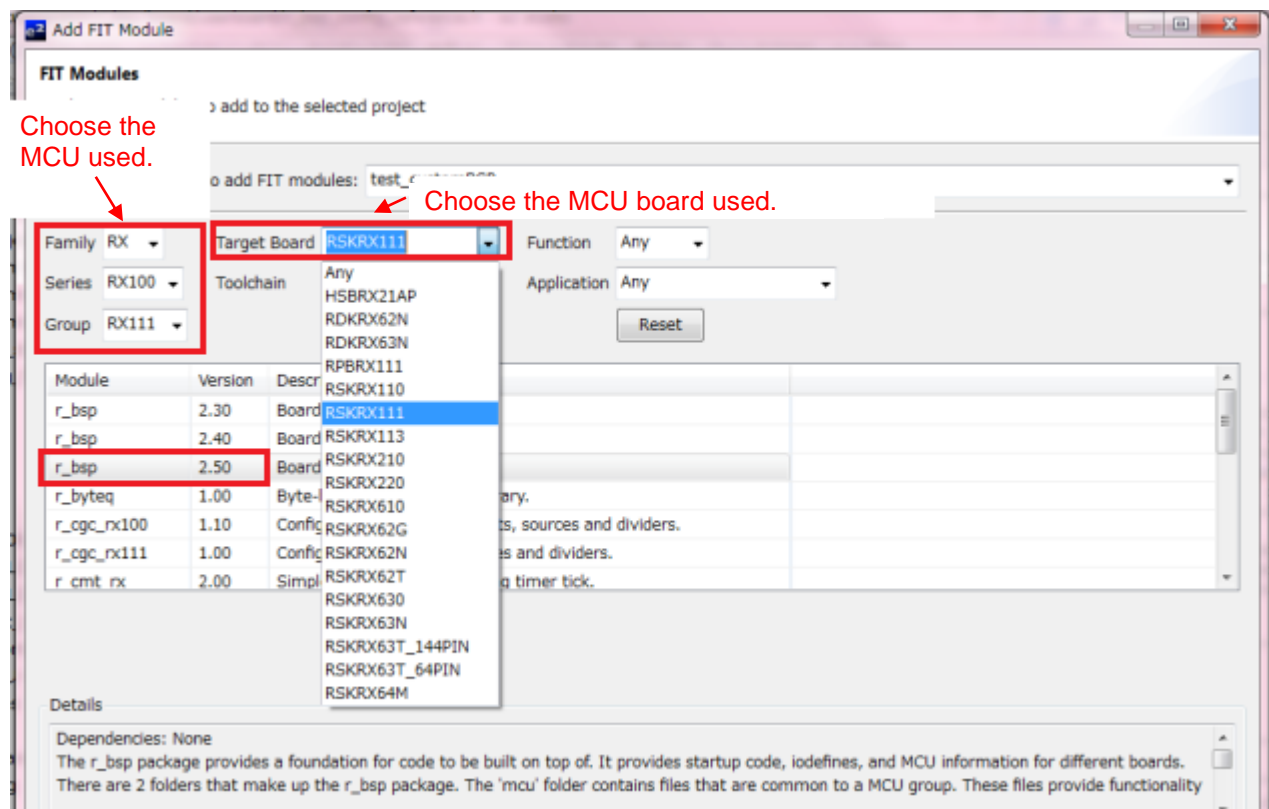 e² Add FIT Module
FIT Modules
add to the selected project
Choose the
MCU used.
o add FIT modules: test_
Choose the MCU board used.
Family RX Target Board RSKRX111 Function Any
Series RX100 Toolchain Application Any
Group RX111 Reset
Any
HSBRX21AP
RDKRX62N
RDKRX63N
RPBRX111
RSKRX110
RSKRX111
RSKRX113
RSKRX210
RSKRX220
RSKRX610
RSKRX62G
RSKRX62N
RSKRX62T
RSKRX630
RSKRX63N
RSKRX63T_144PIN
RSKRX63T_64PIN
RSKRX64M
Module Version Descr
r_bsp 2.30 Board
r_bsp 2.40 Board
r_bsp 2.50 Board
r_byteq 1.00 Byte- ary.
r_cgc_rx100 1.10 Config ts, sources and dividers.
r_cgc_rx111 1.00 Config es and dividers.
r_cmt_rx 2.00 Simpl g timer tick.
Details
Dependencies: None
The r_bsp package provides a foundation for code to be built on top of. It provides startup code, iodefines, and MCU information for different boards.
There are 2 folders that make up the r_bsp package. The 'mcu' folder contains files that are common to a MCU group. These files provide functionality